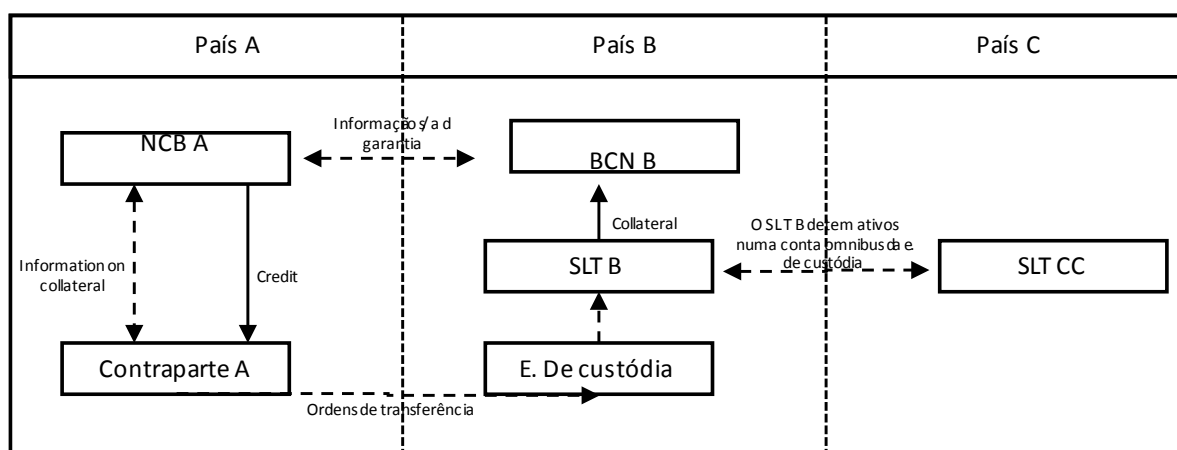 País A
País B
País C
NCB A
Informação s/ a d
garantia
BCN B
Information on
collateral
Credit
Collateral
O SLT B detem ativos
numa conta omnibus da e.
de custódia
SLT B
SLT CC
Contraparte A
E. De custódia
Ordens de transferência